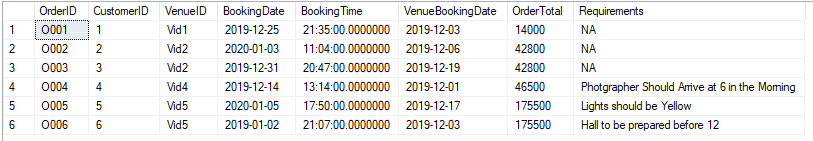 OrderID CustomerID VenueID BookingDate BookingTime VenueBookingDate OrderTotal Requirements
1 O001 1 Vid1 2019-12-25 21:35:00.0000000 2019-12-03 14000 NA
2 O002 2 Vid2 2020-01-03 11:04:00.0000000 2019-12-06 42800 NA
3 O003 3 Vid2 2019-12-31 20:47:00.0000000 2019-12-19 42800 NA
4 O004 4 Vid4 2019-12-14 13:14:00.0000000 2019-12-01 46500 Photgrapher Should Arrive at 6 in the Morning
5 O005 5 Vid5 2020-01-05 17:50:00.0000000 2019-12-17 175500 Lights should be Yellow
6 O006 6 Vid5 2019-01-02 21:07:00.0000000 2019-12-03 175500 Hall to be prepared before 12